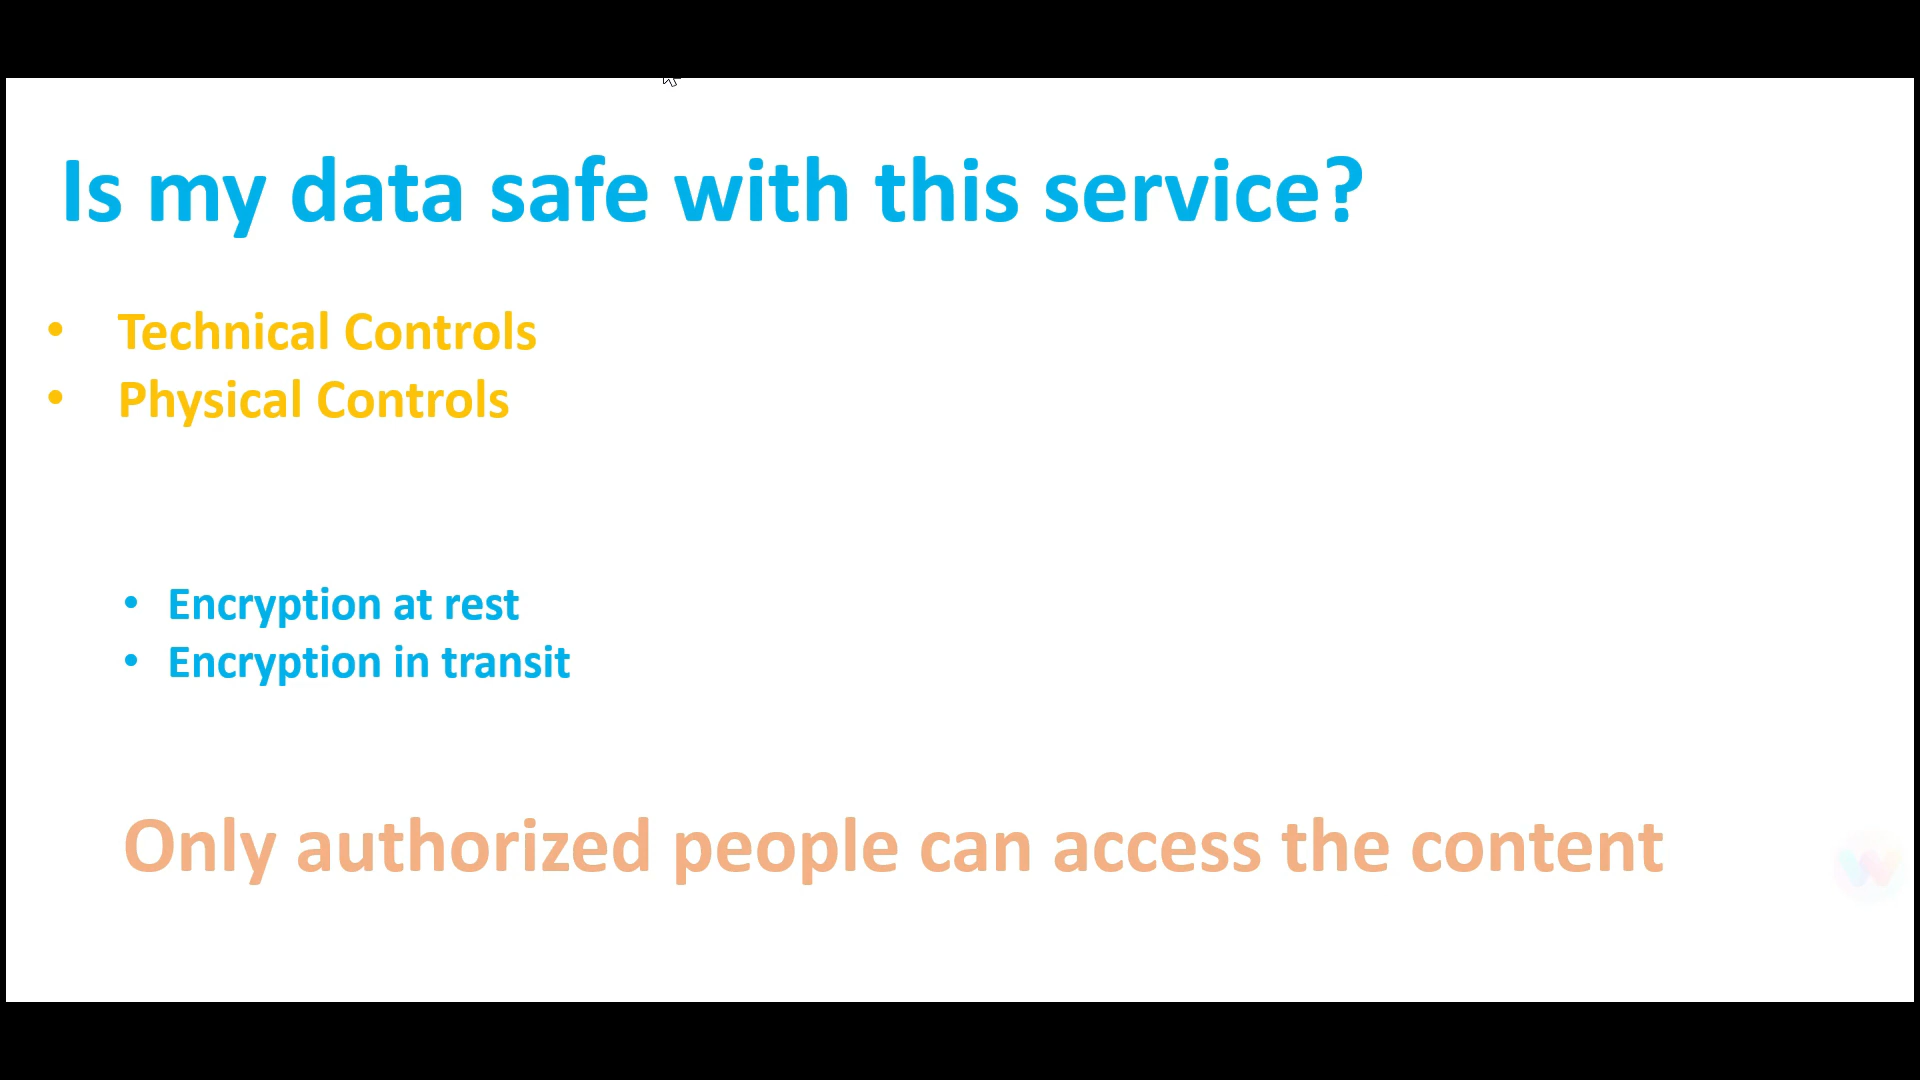 Is my data safe with this service?
• Technical Controls
• Physical Controls
• Encryption at rest
• Encryption in transit
Only authorized people can access the content